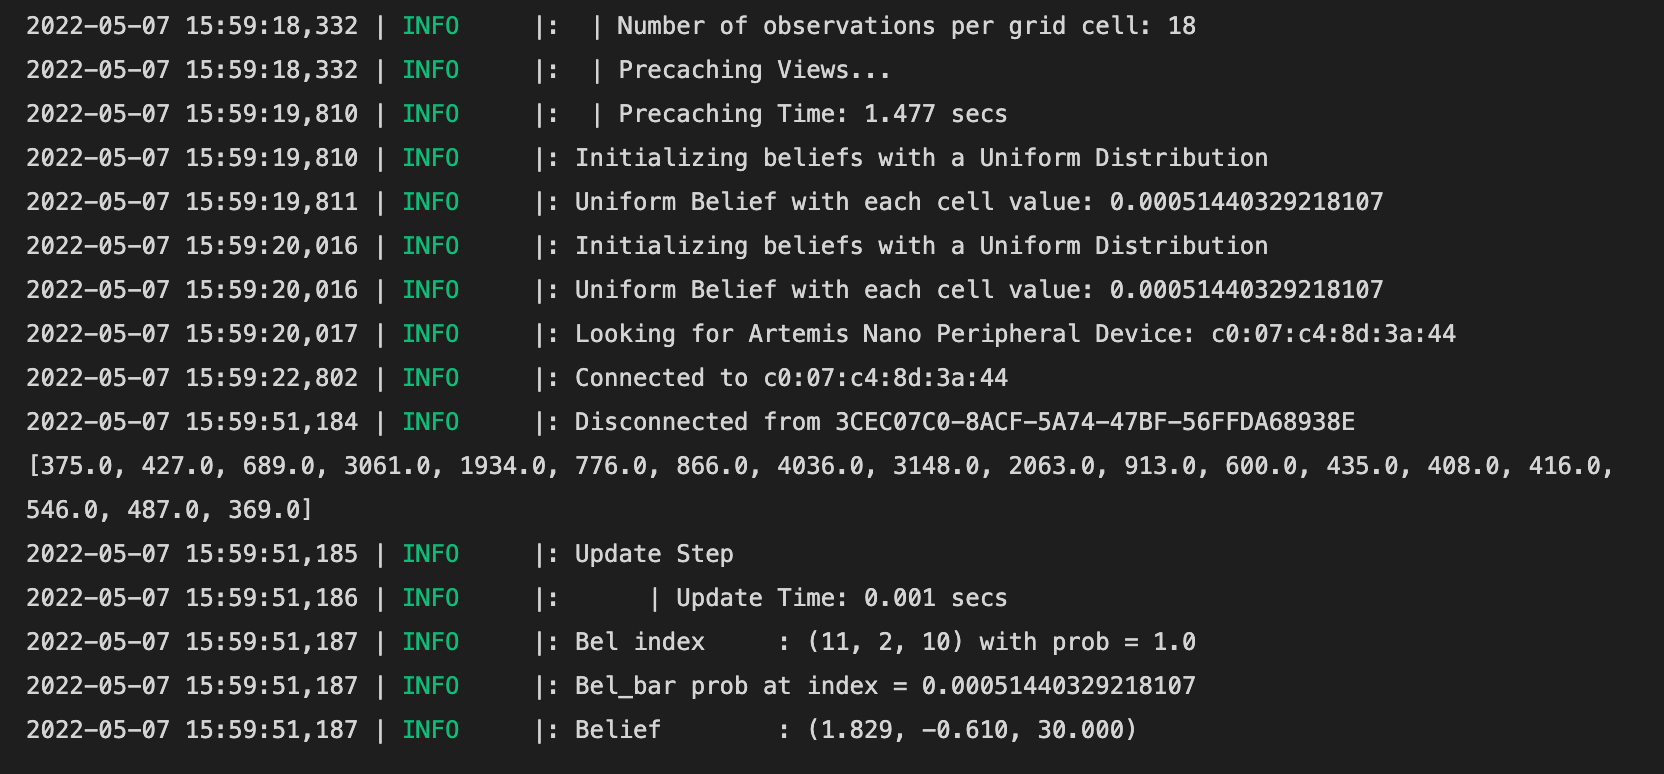 2022-05-07 15:59:18,332 | INFO     |:  | Number of observations per grid cell: 18
2022-05-07 15:59:18,332 | INFO     |:  | Precaching Views...
2022-05-07 15:59:19,810 | INFO     |:  | Precaching Time: 1.477 secs
2022-05-07 15:59:19,810 | INFO     |: Initializing beliefs with a Uniform Distribution
2022-05-07 15:59:19,811 | INFO     |: Uniform Belief with each cell value: 0.00051440329218107
2022-05-07 15:59:20,016 | INFO     |: Initializing beliefs with a Uniform Distribution
2022-05-07 15:59:20,016 | INFO     |: Uniform Belief with each cell value: 0.00051440329218107
2022-05-07 15:59:20,017 | INFO     |: Looking for Artemis Nano Peripheral Device: c0:07:c4:8d:3a:44
2022-05-07 15:59:22,802 | INFO     |: Connected to c0:07:c4:8d:3a:44
2022-05-07 15:59:51,184 | INFO     |: Disconnected from 3CEC07C0-8ACF-5A74-47BF-56FFDA68938E
[375.0, 427.0, 689.0, 3061.0, 1934.0, 776.0, 866.0, 4036.0, 3148.0, 2063.0, 913.0, 600.0, 435.0, 408.0, 416.0,
546.0, 487.0, 369.0]
2022-05-07 15:59:51,185 | INFO     |: Update Step
2022-05-07 15:59:51,186 | INFO     |:      | Update Time: 0.001 secs
2022-05-07 15:59:51,187 | INFO     |: Bel index     : (11, 2, 10) with prob = 1.0
2022-05-07 15:59:51,187 | INFO     |: Bel_bar prob at index = 0.00051440329218107
2022-05-07 15:59:51,187 | INFO     |: Belief        : (1.829, -0.610, 30.000)